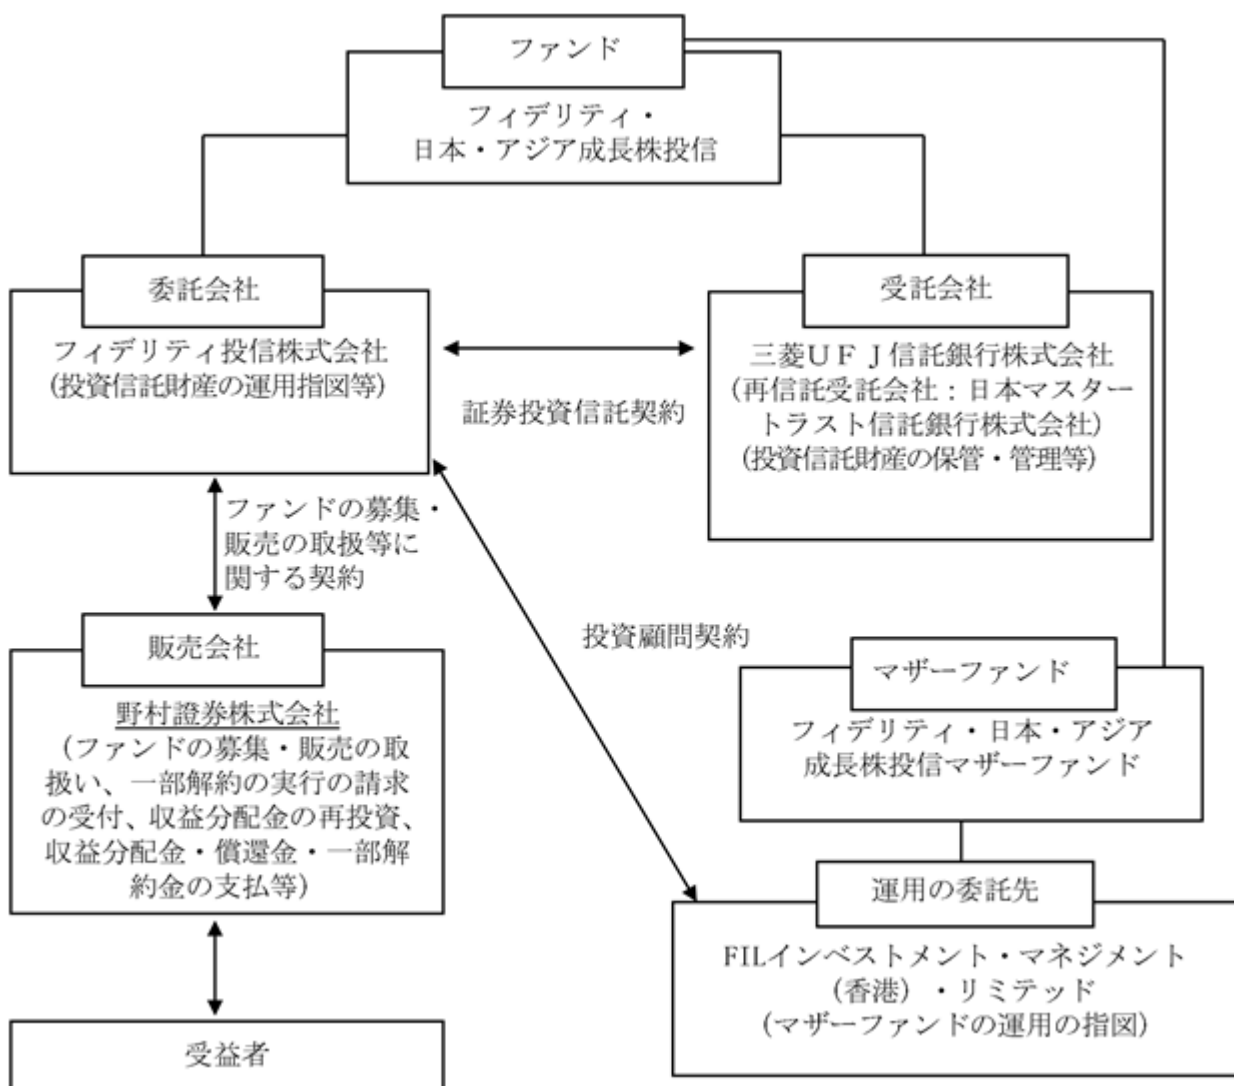 ファンド
フィデリティ・
日本・アジア成長株投信
委託会社
フィデリティ投信株式会社
(投資信託財産の運用指図等)
証券投資信託契約
受託会社
三菱ＵＦＪ信託銀行株式会社
(再信託受託会社：日本マスター
トラスト信託銀行株式会社)
(投資信託財産の保管・管理等)
ファンドの募集・
販売の取扱等に
関する契約
投資顧問契約
販売会社
野村證券株式会社
（ファンドの募集・販売の取
扱い、一部解約の実行の請求
の受付、収益分配金の再投資、
収益分配金・償還金・一部解
約金の支払等）
受益者
マザーファンド
フィデリティ・日本・アジア
成長株投信マザーファンド
運用の委託先
FILインベストメント・マネジメント
（香港）・リミテッド
(マザーファンドの運用の指図)